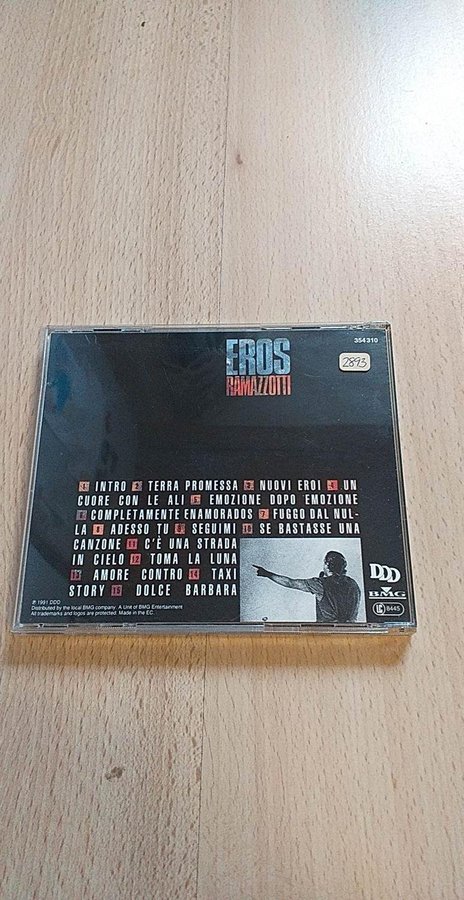 EROS
RAMAZZOTTI
354 310
2893
1 INTRO 2 TERRA PROMESSA 3 NUOVI EROI 4 UN
CUORE CON LE ALI 5 EMOZIONE DOPO EMOZIONE
6 COMPLETAMENTE ENAMORADOS 7 FUGGO DAL NUL-
LA 8 ADESSO TU 9 SEGUIMI 10 SE BASTASSE UNA
CANZONE 11 C'È UNA STRADA
IN CIELO 12 TOMA LA LUNA
13 AMORE CONTRO 14 TAXI
STORY 15 DOLCE BARBARA
℗ 1991 DDD
Distributed by the local BMG company. A Unit of BMG Entertainment
All trademarks and logos are protected. Made in the EC.
DDD
BMG
LC 8445